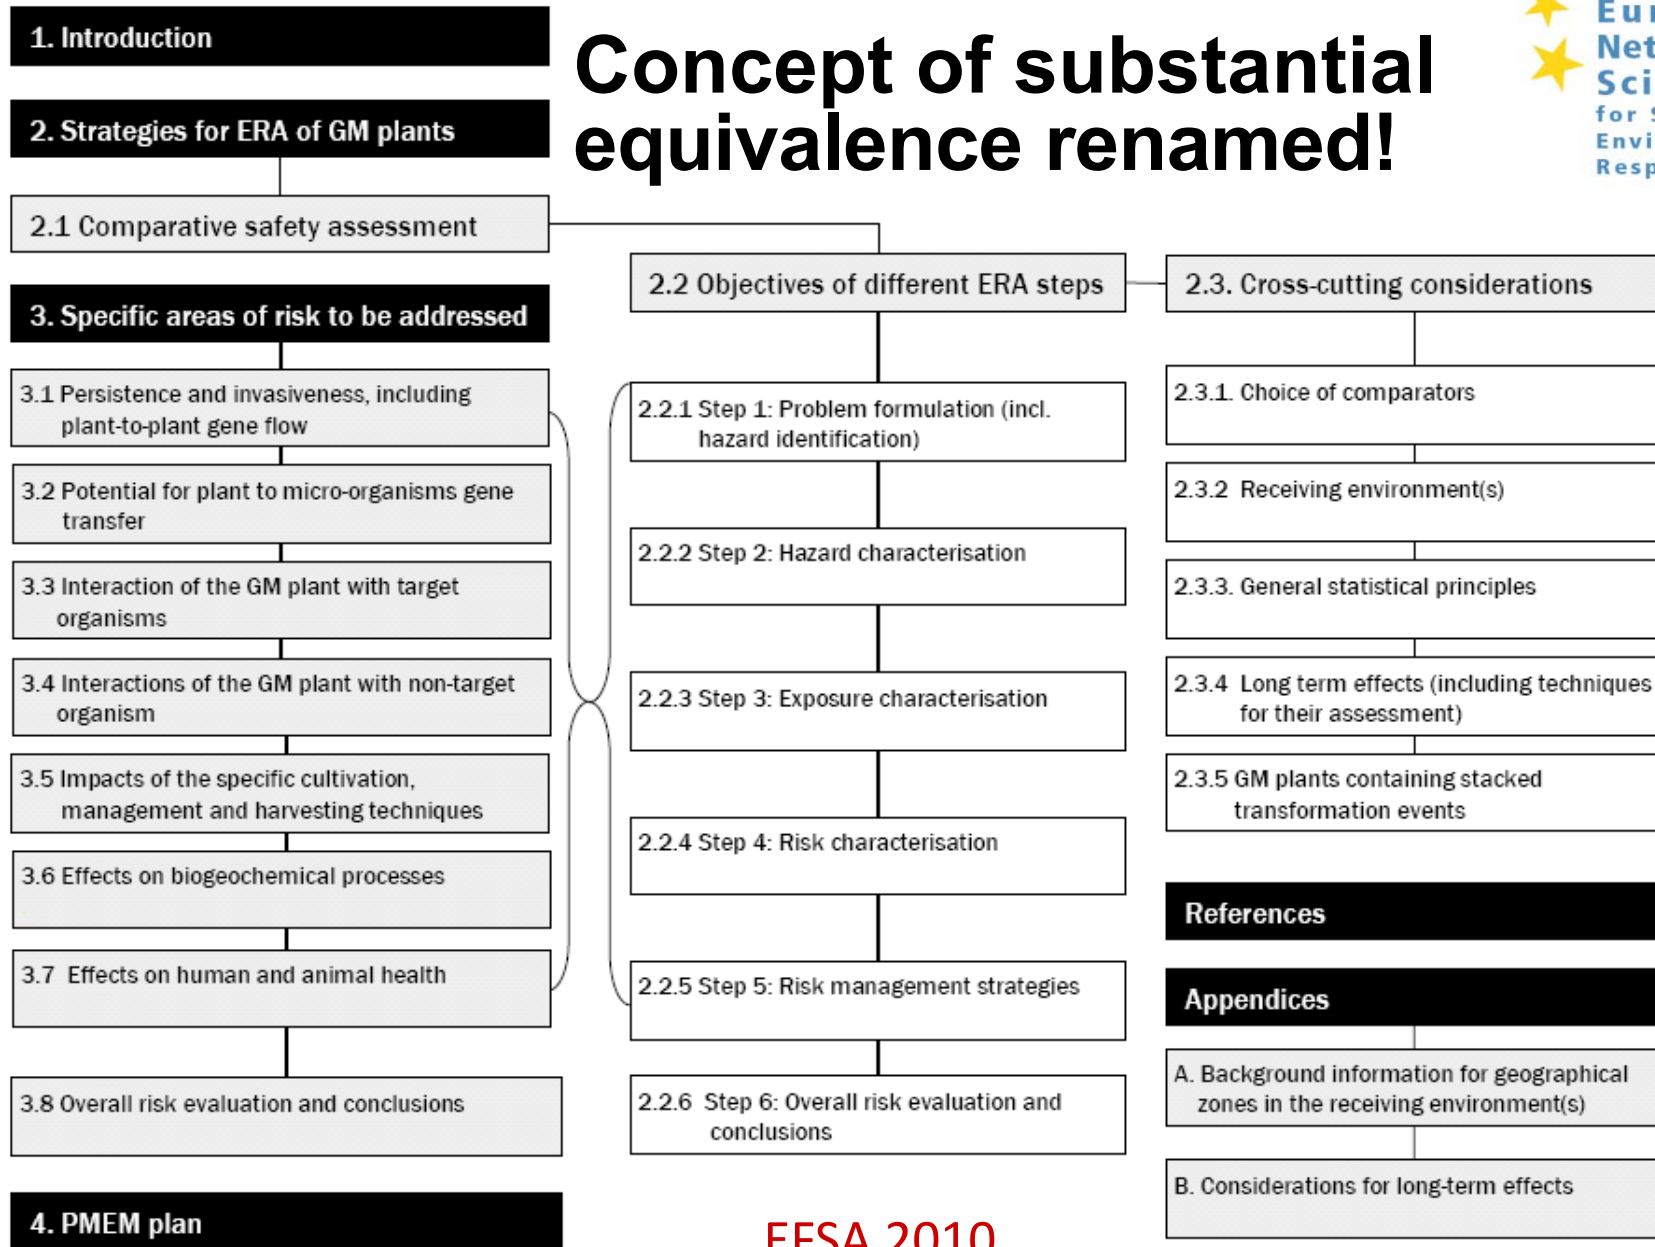 Concept of substantial
equivalence renamed!
1. Introduction
2. Strategies for ERA of GM plants
2.1 Comparative safety assessment
3. Specific areas of risk to be addressed
3.1 Persistence and invasiveness, including
plant-to-plant gene flow
3.2 Potential for plant to micro-organisms gene
transfer
3.3 Interaction of the GM plant with target
organisms
3.4 Interactions of the GM plant with non-target
organism
3.5 Impacts of the specific cultivation,
management and harvesting techniques
3.6 Effects on biogeochemical processes
3.7 Effects on human and animal health
3.8 Overall risk evaluation and conclusions
4. PMEM plan
2.2 Objectives of different ERA steps
2.2.1 Step 1: Problem formulation (incl.
hazard identification)
2.2.2 Step 2: Hazard characterisation
2.2.3 Step 3: Exposure characterisation
2.2.4 Step 4: Risk characterisation
2.2.5 Step 5: Risk management strategies
2.2.6 Step 6: Overall risk evaluation and
conclusions
EFSA 2010
2.3. Cross-cutting considerations
2.3.1. Choice of comparators
2.3.2 Receiving environment(s)
2.3.3. General statistical principles
2.3.4 Long term effects (including techniques
for their assessment)
2.3.5 GM plants containing stacked
transformation events
References
Appendices
A. Background information for geographical
zones in the receiving environment(s)
B. Considerations for long-term effects
for